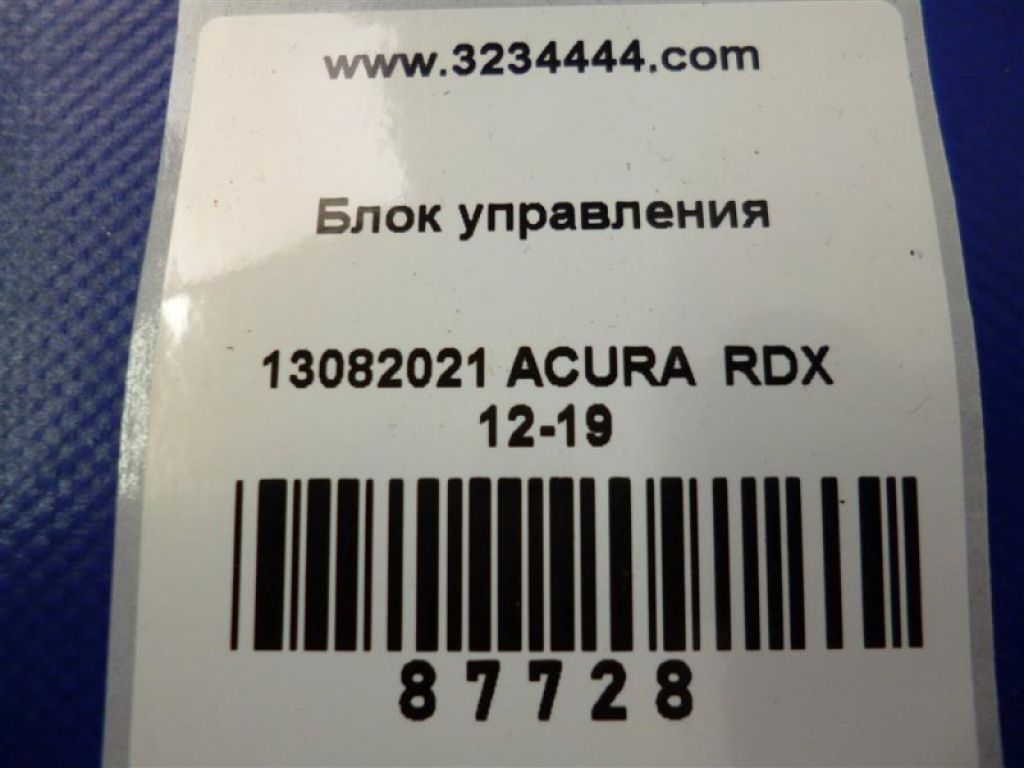 www.3234444.com
Блок управления
13082021 ACURA RDX
12-19
87728